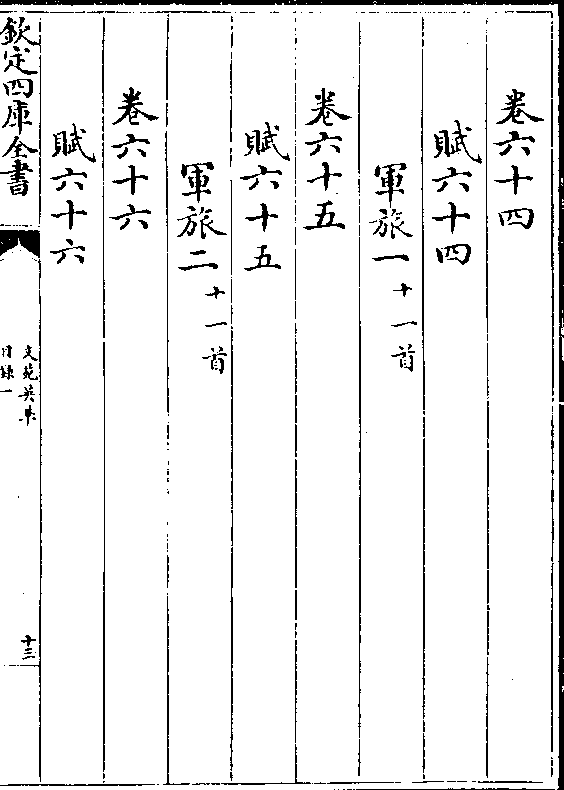 卷六十四
賦六十四
軍旅一十一首
卷六十五
賦六十五
軍旅二十一首
卷六十六
賦六十六
欽定四庫全書
文苑英華
目錄一
十三